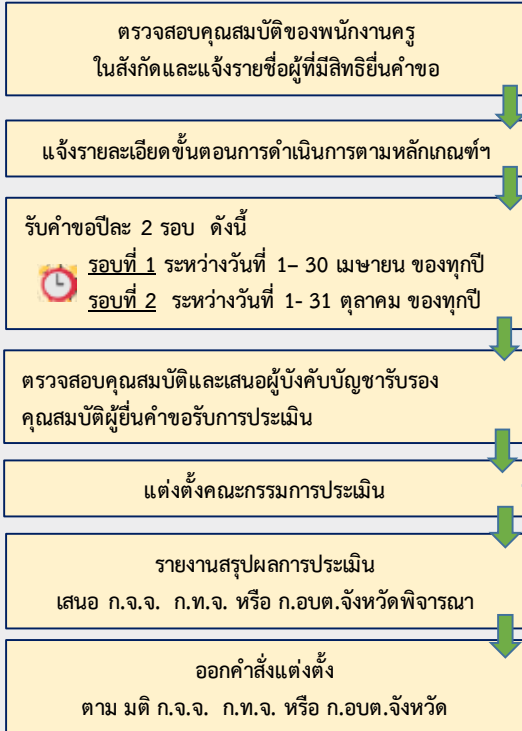 ตรวจสอบคุณสมบัติของพนักงานครู
ในสังกัดและแจ้งรายชื่อผู้ที่มีสิทธิยื่นคำขอ
แจ้งรายละเอียดขั้นตอนการดำเนินการตามหลักเกณฑ์ฯ
รับคำขอปีละ 2 รอบ ดังนี้
รอบที่ 1 ระหว่างวันที่ 1– 30 เมษายน ของทุกปี
รอบที่ 2 ระหว่างวันที่ 1- 31 ตุลาคม ของทุกปี
ตรวจสอบคุณสมบัติและเสนอผู้บังคับบัญชารับรอง
คุณสมบัติผู้ยื่นคำขอรับการประเมิน
แต่งตั้งคณะกรรมการประเมิน
รายงานสรุปผลการประเมิน
เสนอ ก.จ.จ. ก.ท.จ. หรือ ก.อบต.จังหวัดพิจารณา
ออกคำสั่งแต่งตั้ง
ตาม มติ ก.จ.จ. ก.ท.จ. หรือ ก.อบต.จังหวัด